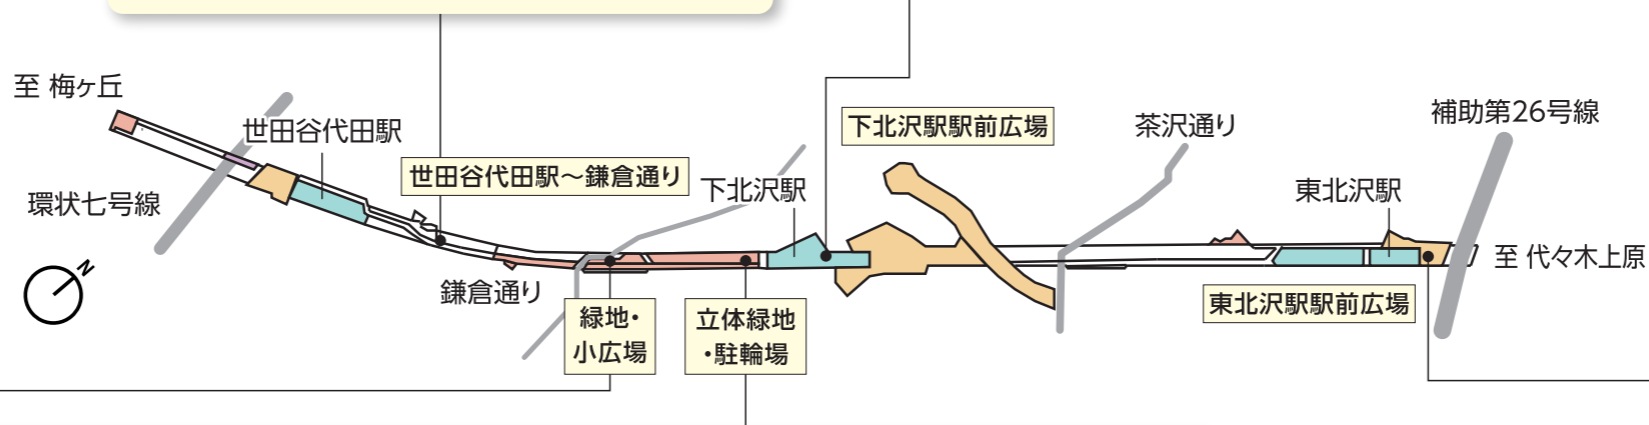 至 梅ヶ丘
世田谷代田駅
環状七号線
世田谷代田駅〜鎌倉通り
鎌倉通り
下北沢駅
緑地・
小広場
立体緑地
・駐輪場
下北沢駅駅前広場
茶沢通り
東北沢駅
補助第26号線
至 代々木上原
東北沢駅駅前広場
N